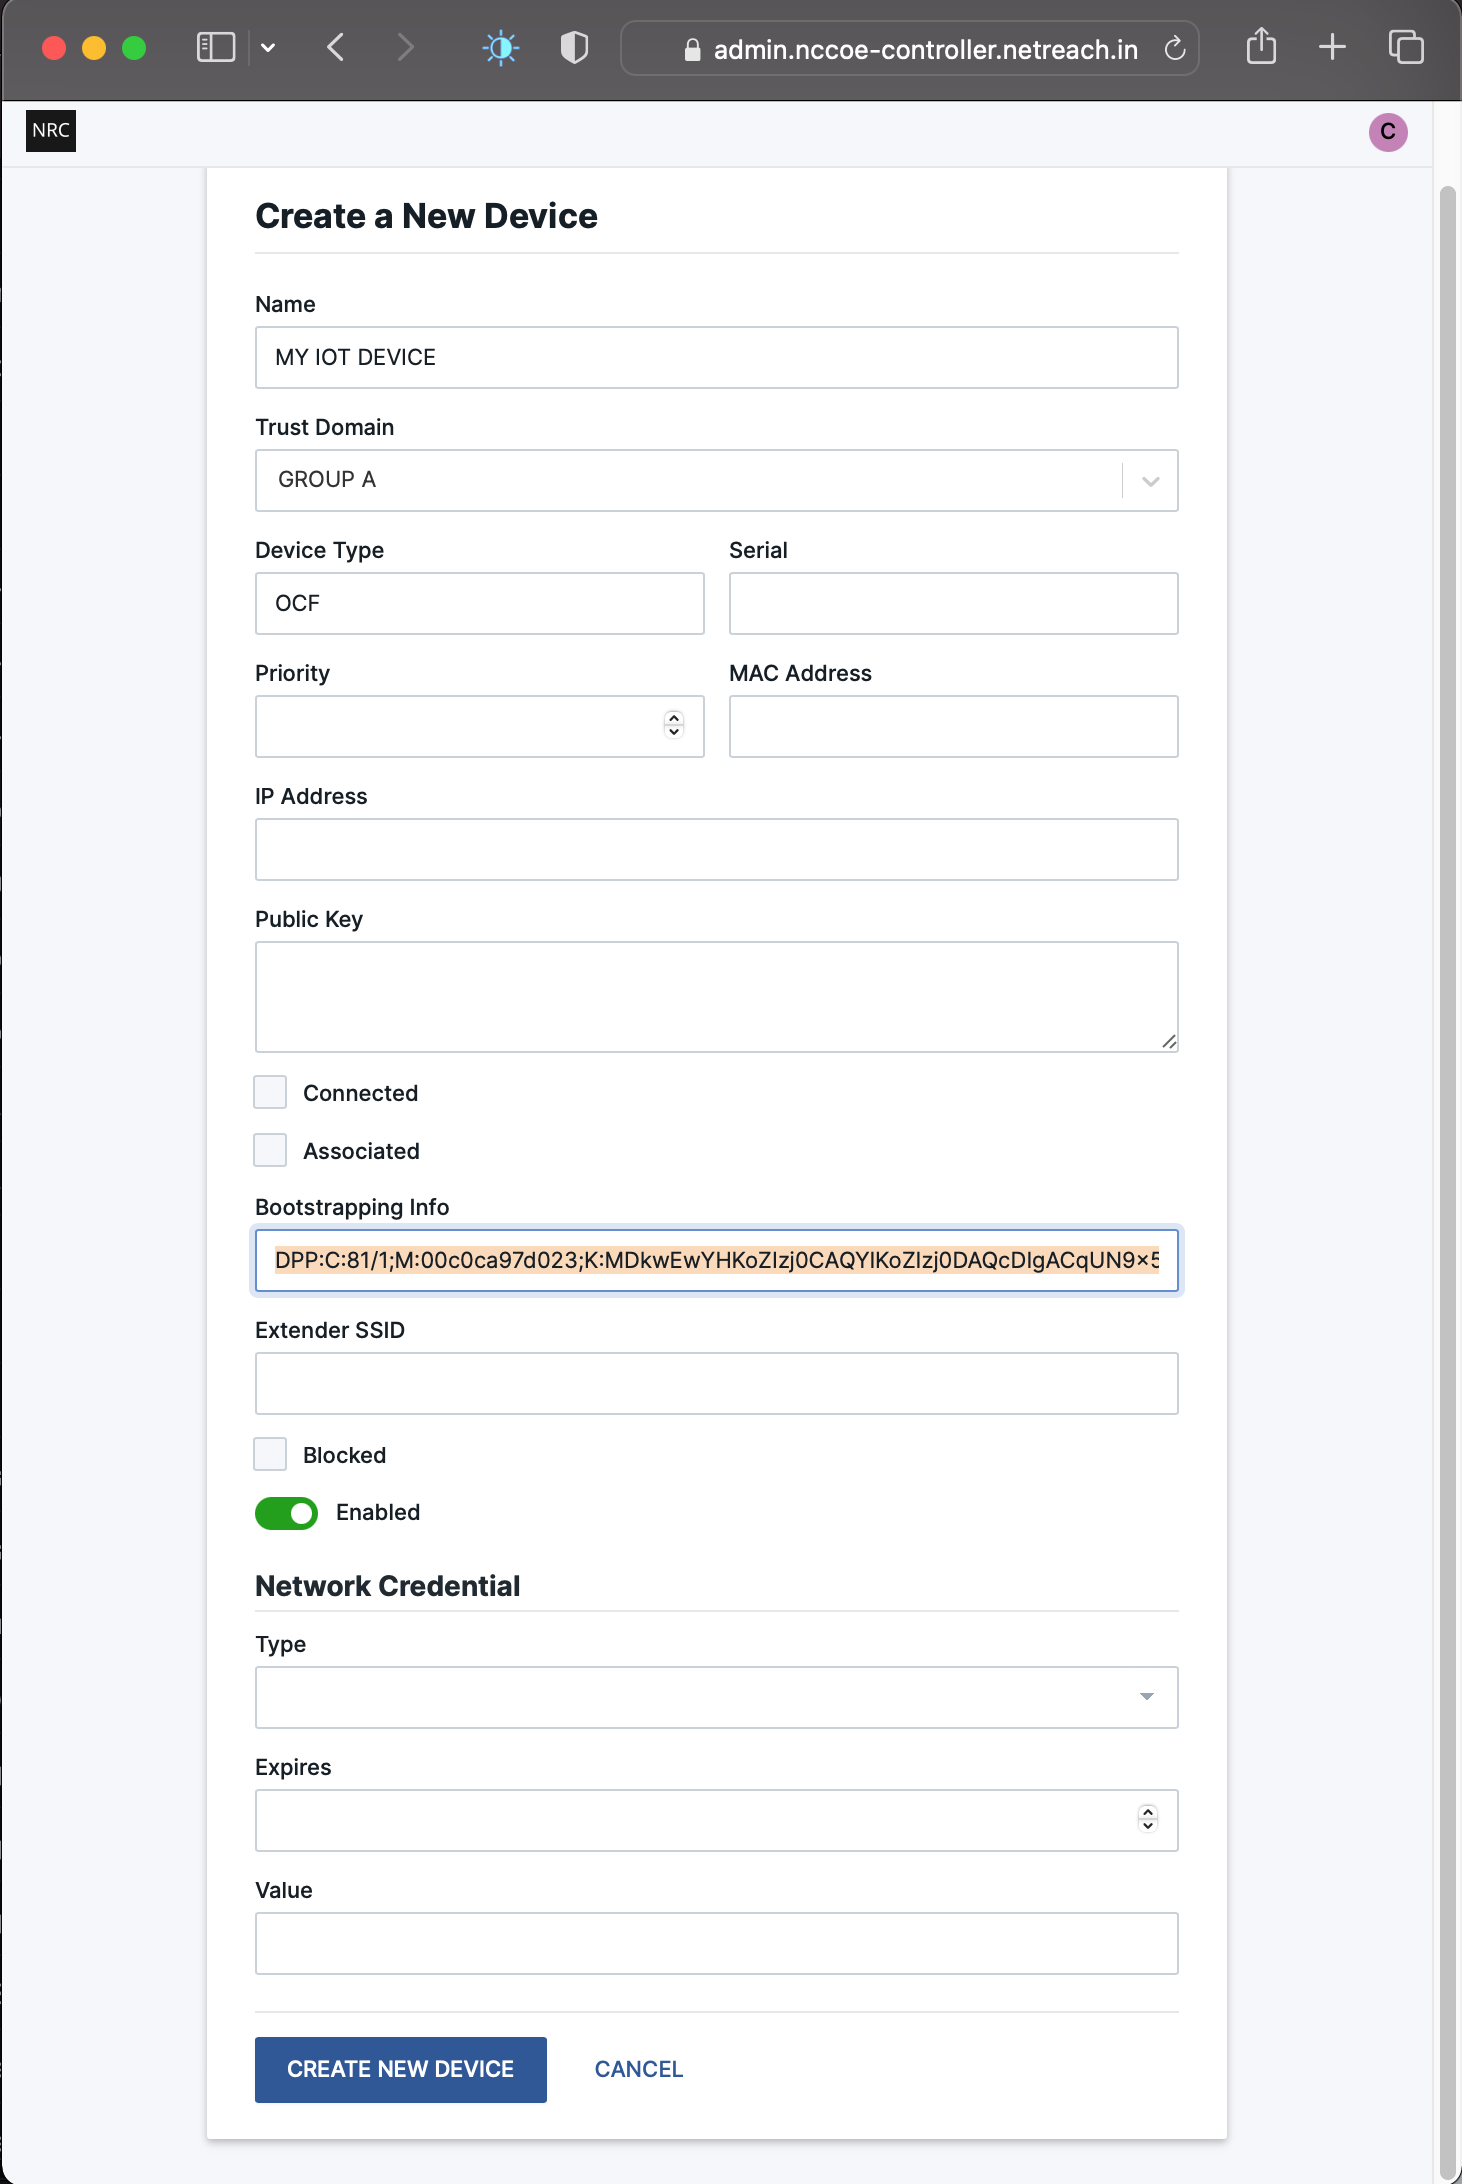 admin.nccoe-controller.netreach.in
NRC
C
Create a New Device
Name
MY IOT DEVICE
Trust Domain
GROUP A
Device Type Serial
OCF
Priority MAC Address
IP Address
Public Key
Connected
Associated
Bootstrapping Info
DPP:C:81/1;M:00c0ca97d023;K:MDkwEwYHKoZIzj0CAQYIKoZIzj0DAQcDIgACqUN9x5
Extender SSID
Blocked
Enabled
Network Credential
Type
Expires
Value
CREATE NEW DEVICE CANCEL